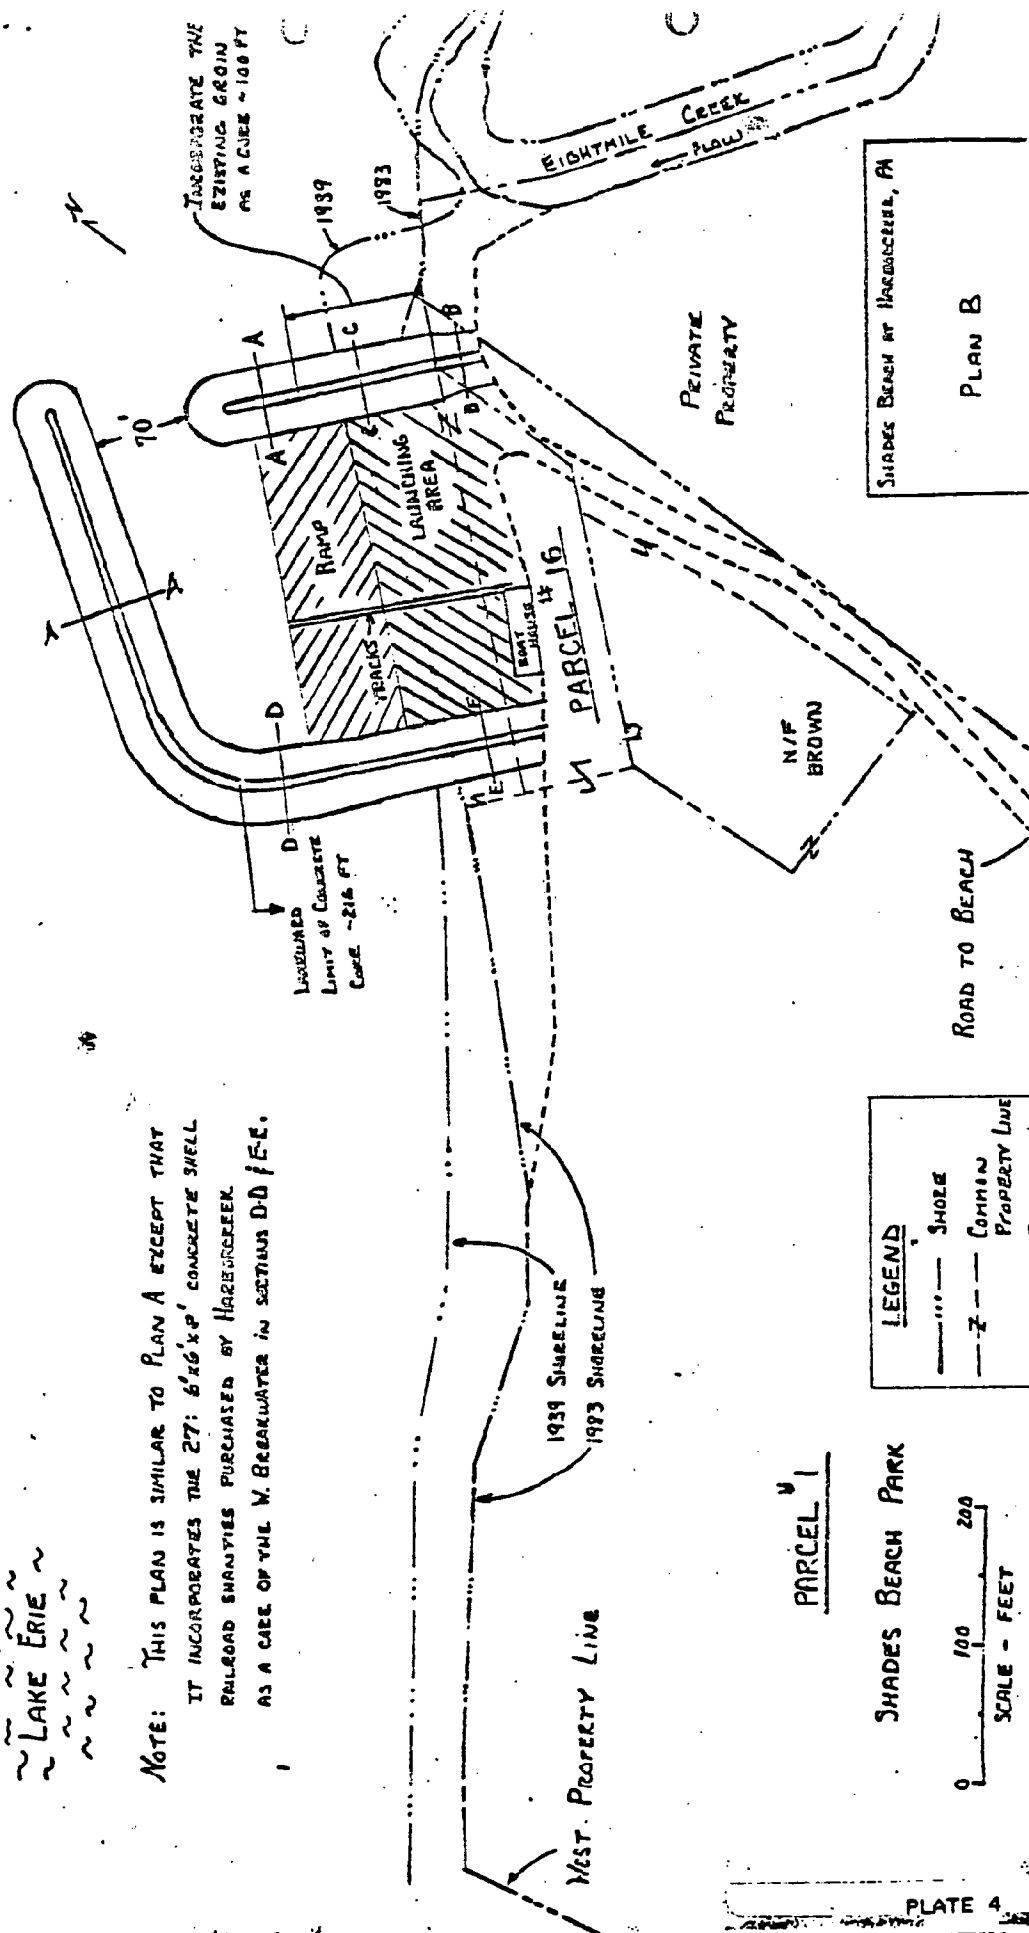 ~ LAKE ERIE ~
NOTE: THIS PLAN IS SIMILAR TO PLAN A EXCEPT THAT
IT INCORPORATES THE 27: 6'x6'x8' CONCRETE SHELL
RAILROAD SHANTIES PURCHASED BY HARBORCREEK
AS A CORE OF THE W. BREAKWATER IN SECTIONS D-D & E-E.
INCORPORATE THE
EXISTING GROIN
AS A CORE ~100 FT
N
1939
1983
EIGHTMILE CREEK
FLOW
70'
A
A
A
A
C
C
B
B
D
D
E
E
RAMP
LAUNCHING
AREA
TRACKS
BOAT
HOUSE
PARCEL # 16
LAKEWARD
LIMIT OF CONCRETE
CORE ~216 FT
PRIVATE
PROPERTY
N/F
BROWN
ROAD TO BEACH
1939 SHORELINE
1983 SHORELINE
WEST PROPERTY LINE
PARCEL # 1
SHADES BEACH PARK
0 100 200
SCALE - FEET
LEGEND
SHORE
COMMON
PROPERTY LINE
SHADES BEACH AT HARBORCREEK, PA
PLAN B
PLATE 4